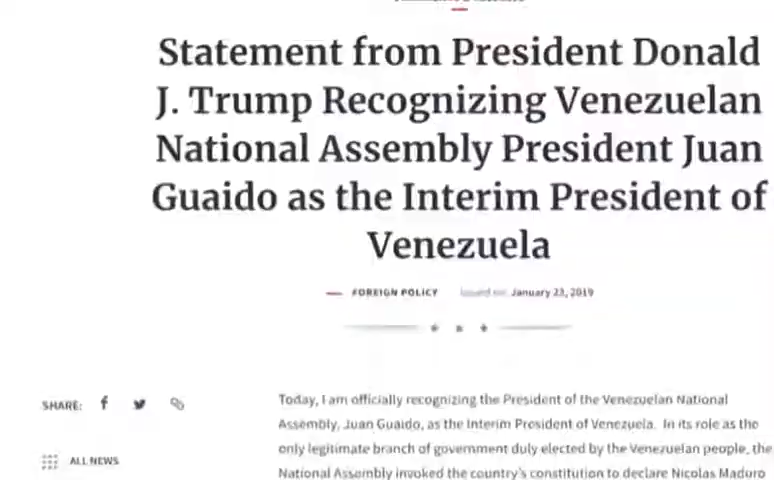 Statement from President Donald
J. Trump Recognizing Venezuelan
National Assembly President Juan
Guaido as the Interim President of
Venezuela
FOREIGN POLICY Issued on: January 23, 2019
SHARE:
ALL NEWS
Today, I am officially recognizing the President of the Venezuelan National
Assembly, Juan Guaido, as the Interim President of Venezuela. In its role as the
only legitimate branch of government duly elected by the Venezuelan people, the
National Assembly invoked the country's constitution to declare Nicolas Maduro